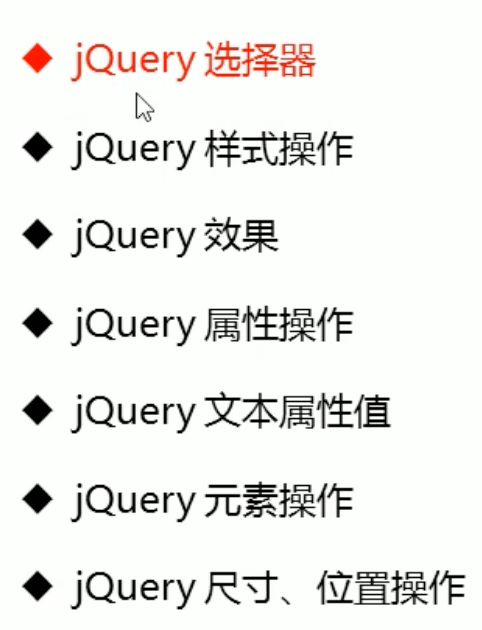 ◆ jQuery 选择器
◆ jQuery 样式操作
◆ jQuery 效果
◆ jQuery 属性操作
◆ jQuery 文本属性值
◆ jQuery 元素操作
◆ jQuery 尺寸、位置操作